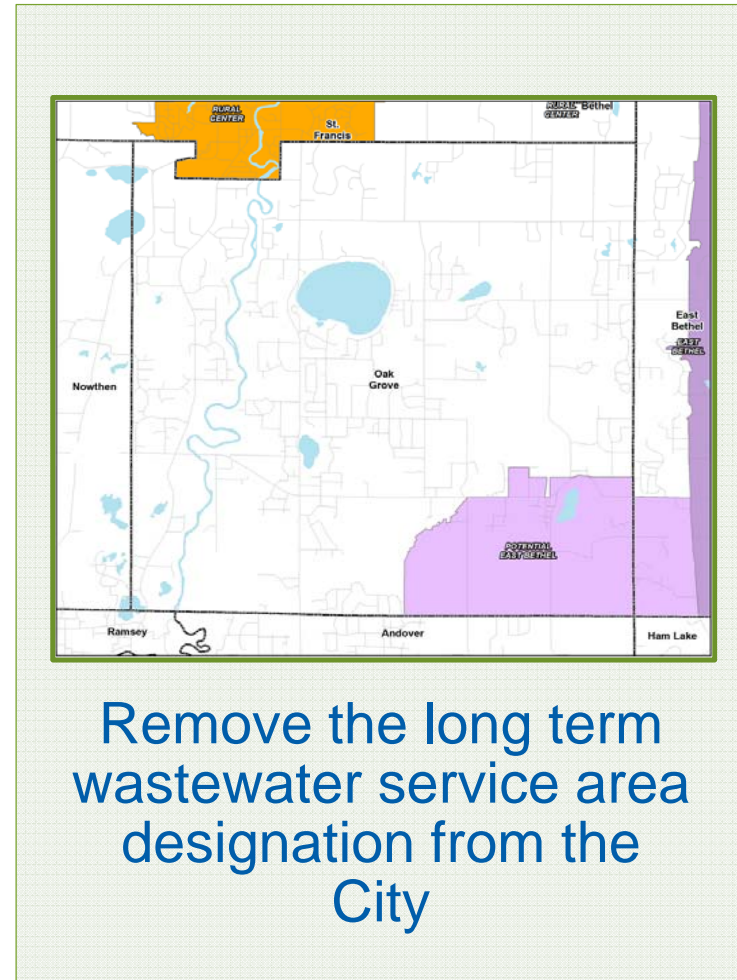 RURAL CENTER
St. Francis
RURAL CENTER
Bethel
East Bethel
EAST BETHEL
Nowthen
Oak Grove
POTENTIAL EAST BETHEL
Ramsey
Andover
Ham Lake
Remove the long term
wastewater service area
designation from the
City